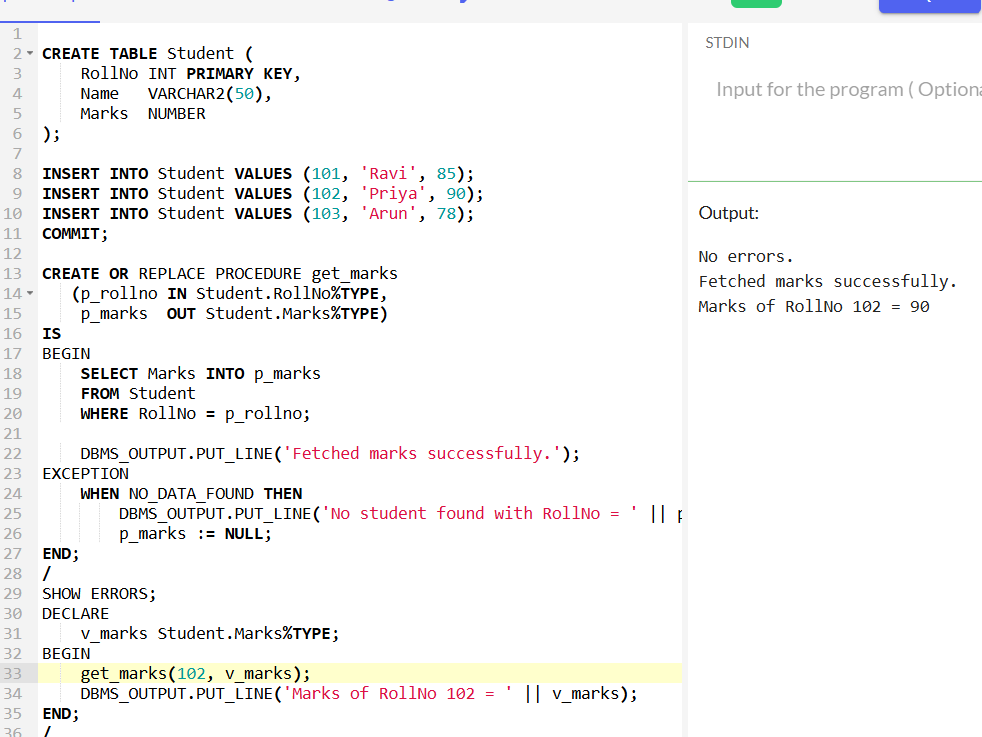 1
2 CREATE TABLE Student (
3 RollNo INT PRIMARY KEY,
4 Name VARCHAR2(50),
5 Marks NUMBER
6 );
7
8 INSERT INTO Student VALUES (101, 'Ravi', 85);
9 INSERT INTO Student VALUES (102, 'Priya', 90);
10 INSERT INTO Student VALUES (103, 'Arun', 78);
11 COMMIT;
12
13 CREATE OR REPLACE PROCEDURE get_marks
14 (p_rollno IN Student.RollNo%TYPE,
15 p_marks OUT Student.Marks%TYPE)
16 IS
17 BEGIN
18 SELECT Marks INTO p_marks
19 FROM Student
20 WHERE RollNo = p_rollno;
21
22 DBMS_OUTPUT.PUT_LINE('Fetched marks successfully.');
23 EXCEPTION
24 WHEN NO_DATA_FOUND THEN
25 DBMS_OUTPUT.PUT_LINE('No student found with RollNo = ' ||
26 p_marks := NULL;
27 END;
28 /
29 SHOW ERRORS;
30 DECLARE
31 v_marks Student.Marks%TYPE;
32 BEGIN
33 get_marks(102, v_marks);
34 DBMS_OUTPUT.PUT_LINE('Marks of RollNo 102 = ' || v_marks);
35 END;
36 /
STDIN
Input for the program ( Optiona
Output:
No errors.
Fetched marks successfully.
Marks of RollNo 102 = 90